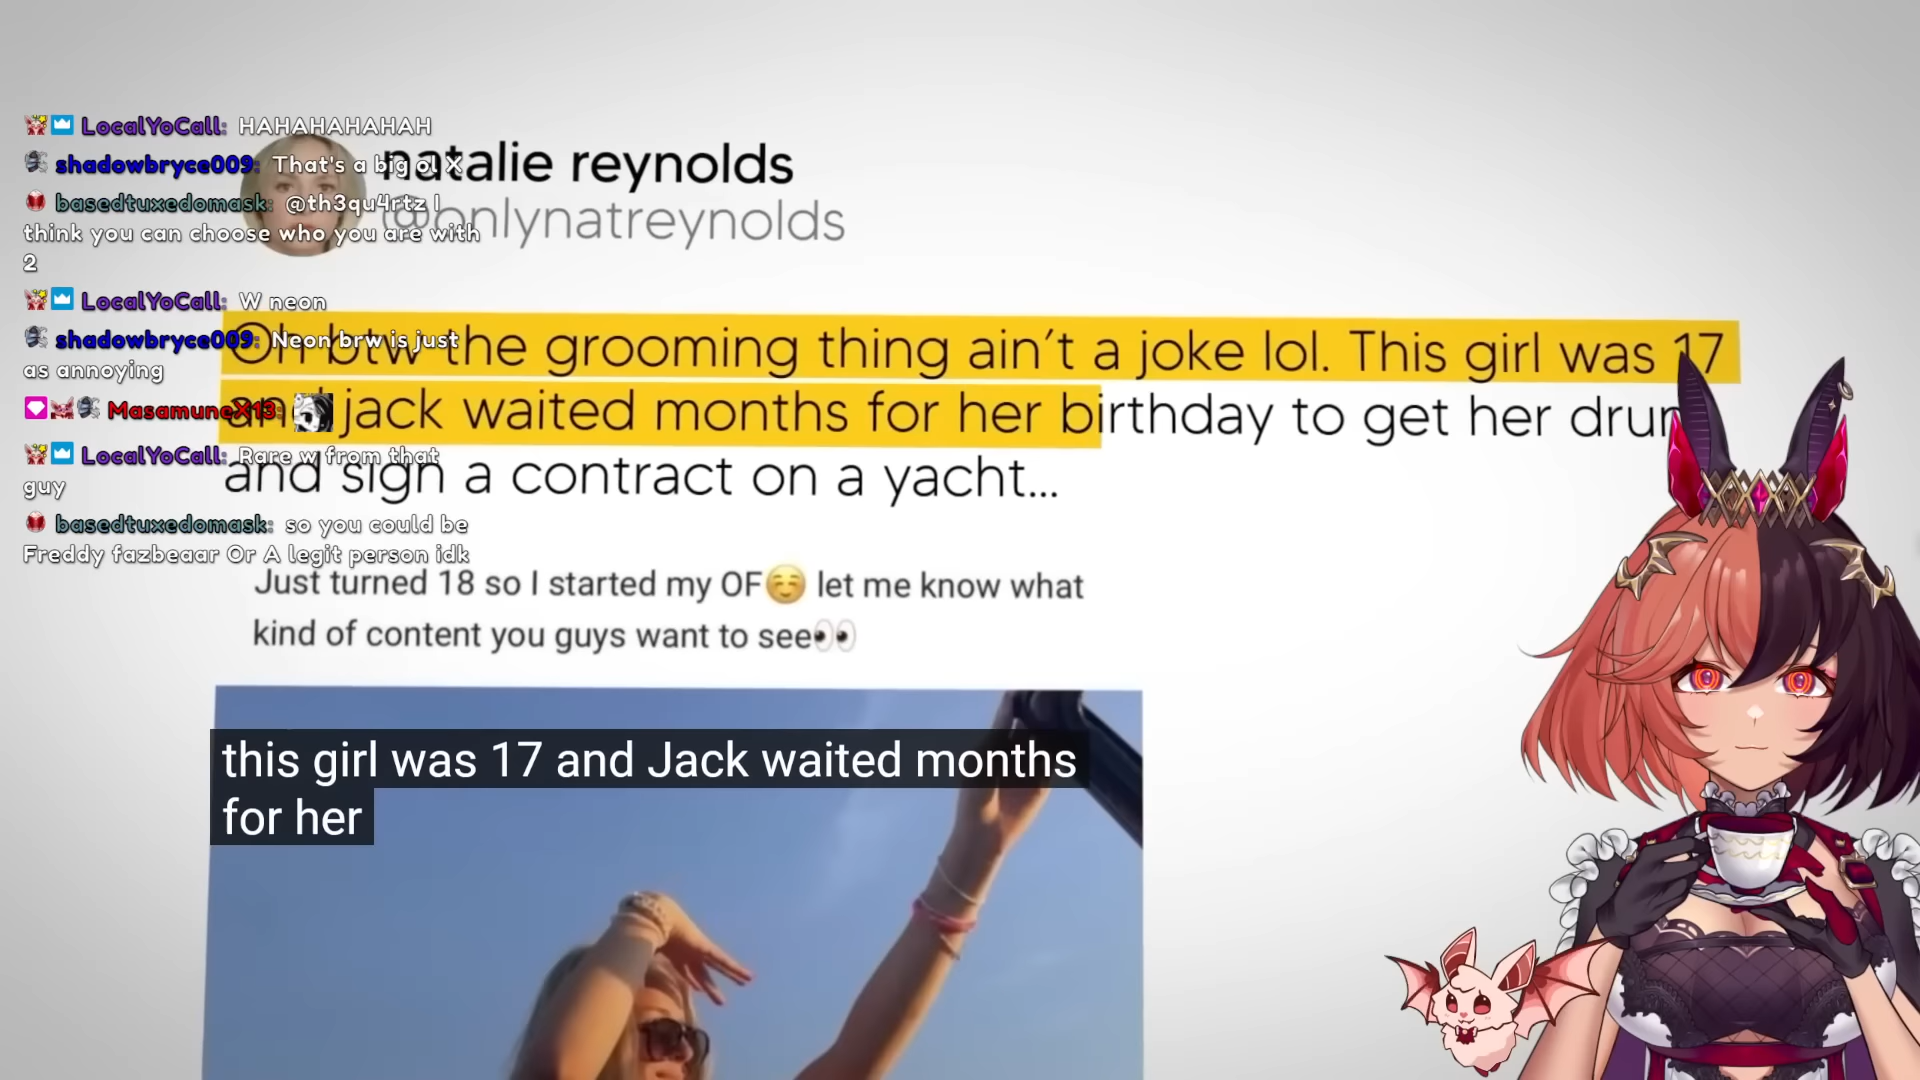 LocalYoCall: HAHAHAHAHAH
shadowbryce009: That's a big ol X
basedtuxedomask: @th3qu4rtz I
think you can choose who you are with
2
LocalYoCall: W neon
shadowbryce009: Neon brw is just
as annoying
MasamuneX13:
LocalYoCall: Rare w from that
guy
basedtuxedomask: so you could be
Freddy fazbeaar Or A legit person idk
natalie reynolds
@onlynatreynolds
Oh btw the grooming thing ain't a joke lol. This girl was 17
and jack waited months for her birthday to get her
and sign a contract on a yacht...
Just turned 18 so I started my OF☺️ let me know what
kind of content you guys want to see👀
this girl was 17 and Jack waited months
for her